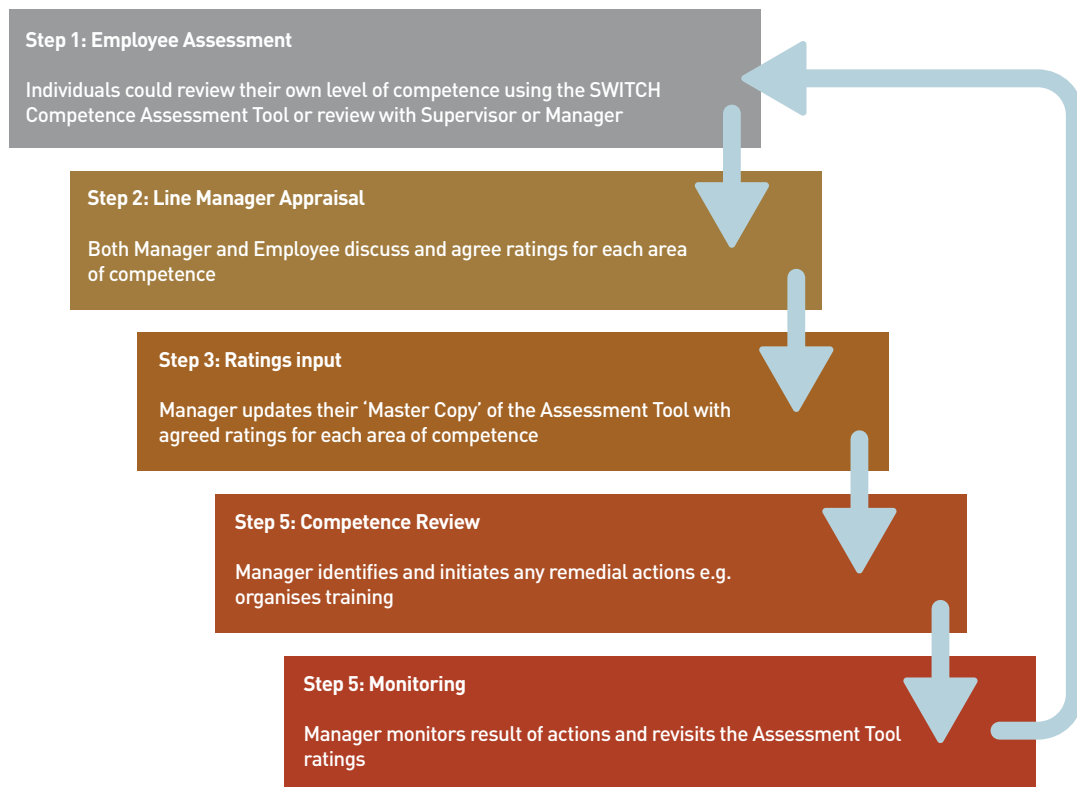 Step 1: Employee Assessment
Individuals could review their own level of competence using the SWITCH
Competence Assessment Tool or review with Supervisor or Manager
Step 2: Line Manager Appraisal
Both Manager and Employee discuss and agree ratings for each area
of competence
Step 3: Ratings input
Manager updates their ‘Master Copy’ of the Assessment Tool with
agreed ratings for each area of competence
Step 5: Competence Review
Manager identifies and initiates any remedial actions e.g.
organises training
Step 5: Monitoring
Manager monitors result of actions and revisits the Assessment Tool
ratings